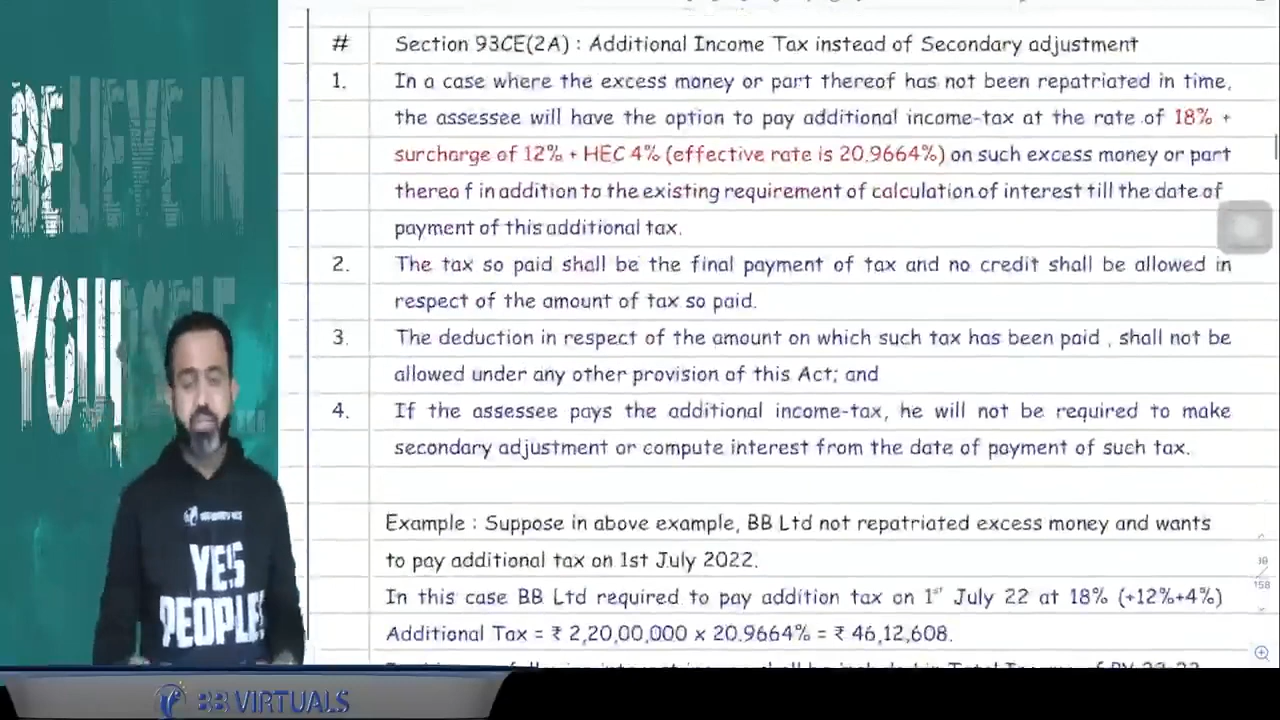 BELIEVE IN
YOU
# Section 93CE(2A) : Additional Income Tax instead of Secondary adjustment
1. In a case where the excess money or part thereof has not been repatriated in time,
the assessee will have the option to pay additional income-tax at the rate of 18% +
surcharge of 12% + HEC 4% (effective rate is 20.9664%) on such excess money or part
thereo f in addition to the existing requirement of calculation of interest till the date of
payment of this additional tax.
2. The tax so paid shall be the final payment of tax and no credit shall be allowed in
respect of the amount of tax so paid.
3. The deduction in respect of the amount on which such tax has been paid , shall not be
allowed under any other provision of this Act; and
4. If the assessee pays the additional income-tax, he will not be required to make
secondary adjustment or compute interest from the date of payment of such tax.
Example : Suppose in above example, BB Ltd not repatriated excess money and wants
to pay additional tax on 1st July 2022.
In this case BB Ltd required to pay addition tax on 1st July 22 at 18% (+12%+4%)
Additional Tax = ₹ 2,20,00,000 x 20.9664% = ₹ 46,12,608.
39
158
YES
PEOPLE!
BB VIRTUALS